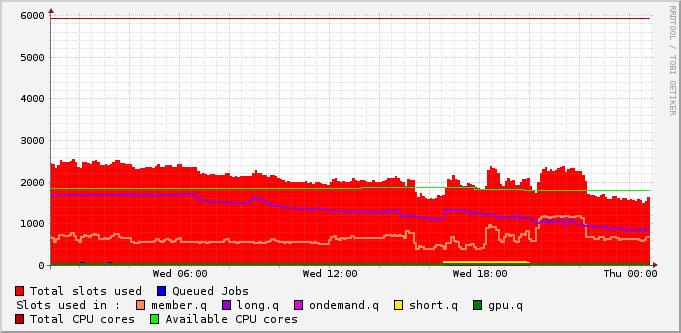 6000
5000
4000
3000
2000
1000
0
Wed 06:00 Wed 12:00 Wed 18:00 Thu 00:00
RRDTOOL / TOBI OETIKER
Total slots used Queued Jobs
Slots used in : member.q long.q ondemand.q short.q gpu.q
Total CPU cores Available CPU cores